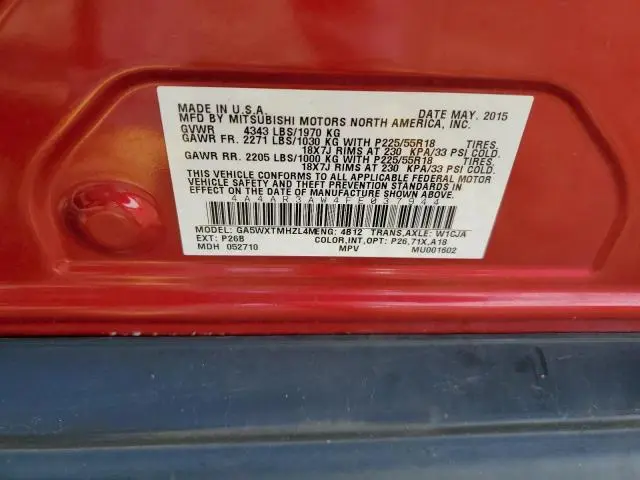 MADE IN U.S.A. DATE MAY. 2015
MFD BY MITSUBISHI MOTORS NORTH AMERICA, INC.
GVWR 4343 LBS/1970 KG
GAWR FR. 2271 LBS/1030 KG WITH P225/55R18 TIRES.
18X7J RIMS AT 230 KPA/33 PSI COLD.
GAWR RR. 2205 LBS/1000 KG WITH P225/55R18 TIRES.
18X7J RIMS AT 230 KPA/33 PSI COLD.
THIS VEHICLE CONFORMS TO ALL APPLICABLE FEDERAL MOTOR
VEHICLE SAFETY AND THEFT PREVENTION STANDARDS IN
EFFECT ON THE DATE OF MANUFACTURE SHOWN ABOVE.
4A4AR3AW4FE037944
MODEL: GA5WXTMHZL4M ENG: 4B12 TRANS,AXLE: W1CJA
EXT: P26B COLOR,INT,OPT: P26,71X,A18
MDH 052710 MPV MU001602